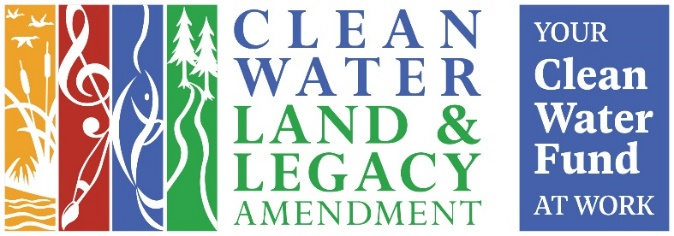 CLEAN
WATER
LAND &
LEGACY
AMENDMENT
YOUR
Clean
Water
Fund
AT WORK